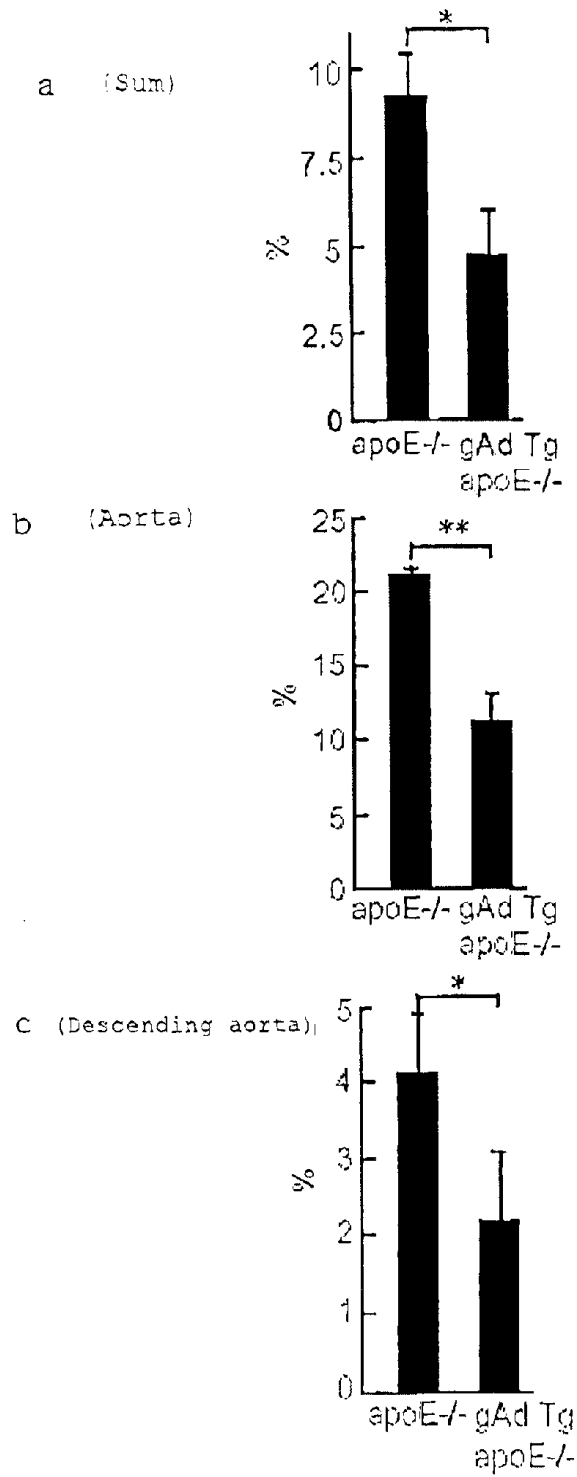 a (Sum)
*
10
7.5
%
5
2.5
0
apoE-/- gAd Tg
apoE-/-
b (Aorta)
**
25
20
15
%
10
5
0
apoE-/- gAd Tg
apoE-/-
c (Descending aorta)
*
5
4
3
%
2
1
0
apoE-/- gAd Tg
apoE-/-